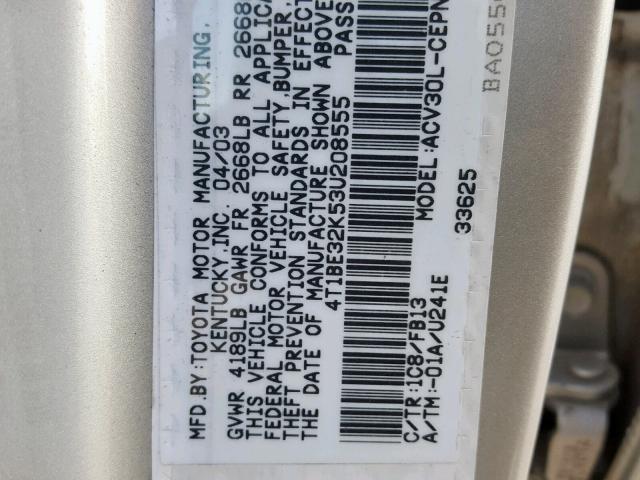 MFD.BY:TOYOTA MOTOR MANUFACTURING,
KENTUCKY,INC. 04/03
GVWR 4189LB GAWR FR 2668LB RR 2668
THIS VEHICLE CONFORMS TO ALL APPLICA
FEDERAL MOTOR VEHICLE SAFETY,BUMPER,
THEFT PREVENTION STANDARDS IN EFFECT
THE DATE OF MANUFACTURE SHOWN ABOVE
4T1BE32K53U208555 PASS
C/TR:1C8/FB13 MODEL:ACV30L-CEPN
A/TM:-01A/U241E 33625
BA055